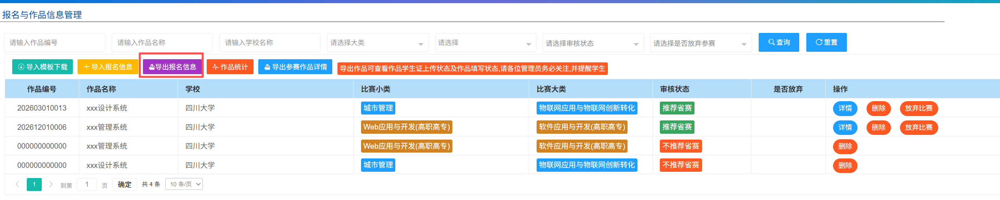 报名与作品信息管理
请输入作品编号 请输入作品名称 请输入学校名称 请选择大类 请选择 请选择审核状态 请选择是否放弃参赛 查询 重置
导入模板下载 导入报名信息 导出报名信息 作品统计 导出参赛作品详情 导出作品可查看作品学生证上传状态及作品填写状态,请各位管理员务必关注,并提醒学生
作品编号 作品名称 学校 比赛小类 比赛大类 审核状态 是否放弃 操作
202603010013 xxx设计系统 四川大学 城市管理 物联网应用与物联网创新转化 推荐省赛 详情 删除 放弃比赛
202612010006 xxx管理系统 四川大学 Web应用与开发(高职高专) 软件应用与开发(高职高专) 推荐省赛 详情 删除 放弃比赛
000000000000 xxx管理系统 四川大学 Web应用与开发(高职高专) 软件应用与开发(高职高专) 不推荐省赛 删除
000000000000 xxx设计系统 四川大学 城市管理 物联网应用与物联网创新转化 不推荐省赛 删除
1 到第 1 页 确定 共 4 条 10 条/页